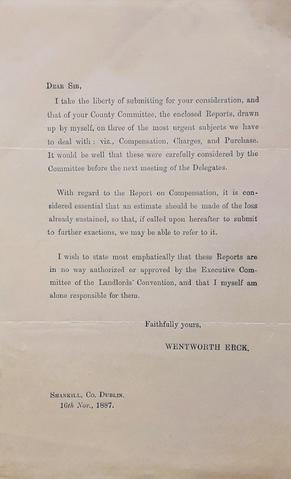 DEAR SIR,
I take the liberty of submitting for your consideration, and
that of your County Committee, the enclosed Reports, drawn
up by myself, on three of the most urgent subjects we have
to deal with: viz., Compensation, Charges, and Purchase.
It would be well that these were carefully considered by the
Committee before the next meeting of the Delegates.
With regard to the Report on Compensation, it is con-
sidered essential that an estimate should be made of the loss
already sustained, so that, if called upon hereafter to submit
to further exactions, we may be able to refer to it.
I wish to state most emphatically that these Reports are
in no way authorized or approved by the Executive Com-
mittee of the Landlords' Convention, and that I myself am
alone responsible for them.
Faithfully yours,
WENTWORTH ERCK.
SHANKILL, CO. DUBLIN.
16th Nov., 1887.